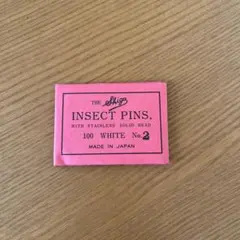 THE Shiga
INSECT PINS.
WITH STAINLESS SOLID HEAD
100 WHITE No. 2
MADE IN JAPAN